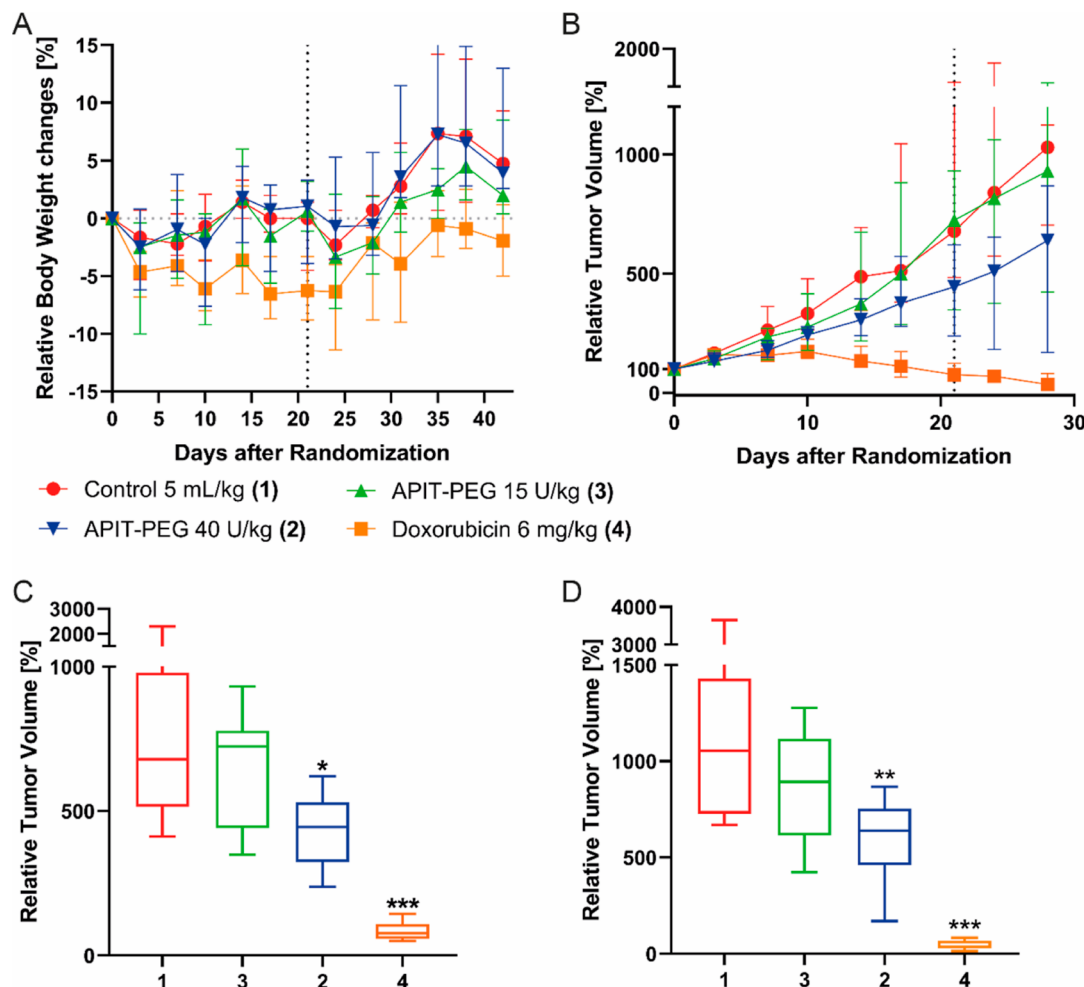 A
Relative Body Weight changes [%]
15
10
5
0
-5
-10
-15
0 5 10 15 20 25 30 35 40
Days after Randomization
B
Relative Tumor Volume [%]
2000
1000
500
100
0
0 10 20 30
Days after Randomization
Control 5 mL/kg (1)
APIT-PEG 15 U/kg (3)
APIT-PEG 40 U/kg (2)
Doxorubicin 6 mg/kg (4)
C
Relative Tumor Volume [%]
3000
2000
1000
500
0
*
***
1 3 2 4
D
Relative Tumor Volume [%]
4000
3000
1500
1000
500
0
**
***
1 3 2 4